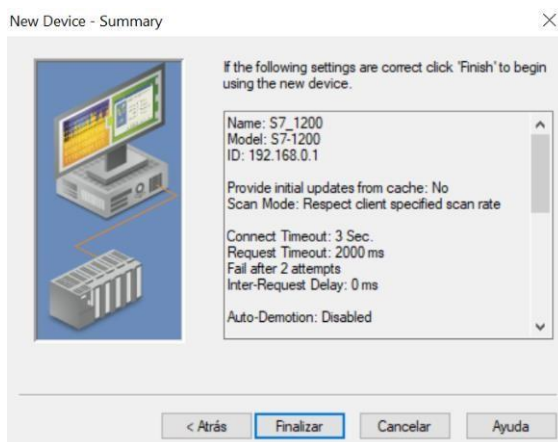 New Device - Summary
If the following settings are correct click 'Finish' to begin
using the new device.
Name: S7_1200
Model: S7-1200
ID: 192.168.0.1
Provide initial updates from cache: No
Scan Mode: Respect client specified scan rate
Connect Timeout: 3 Sec.
Request Timeout: 2000 ms
Fail after 2 attempts
Inter-Request Delay: 0 ms
Auto-Demotion: Disabled
< Atrás Finalizar Cancelar Ayuda